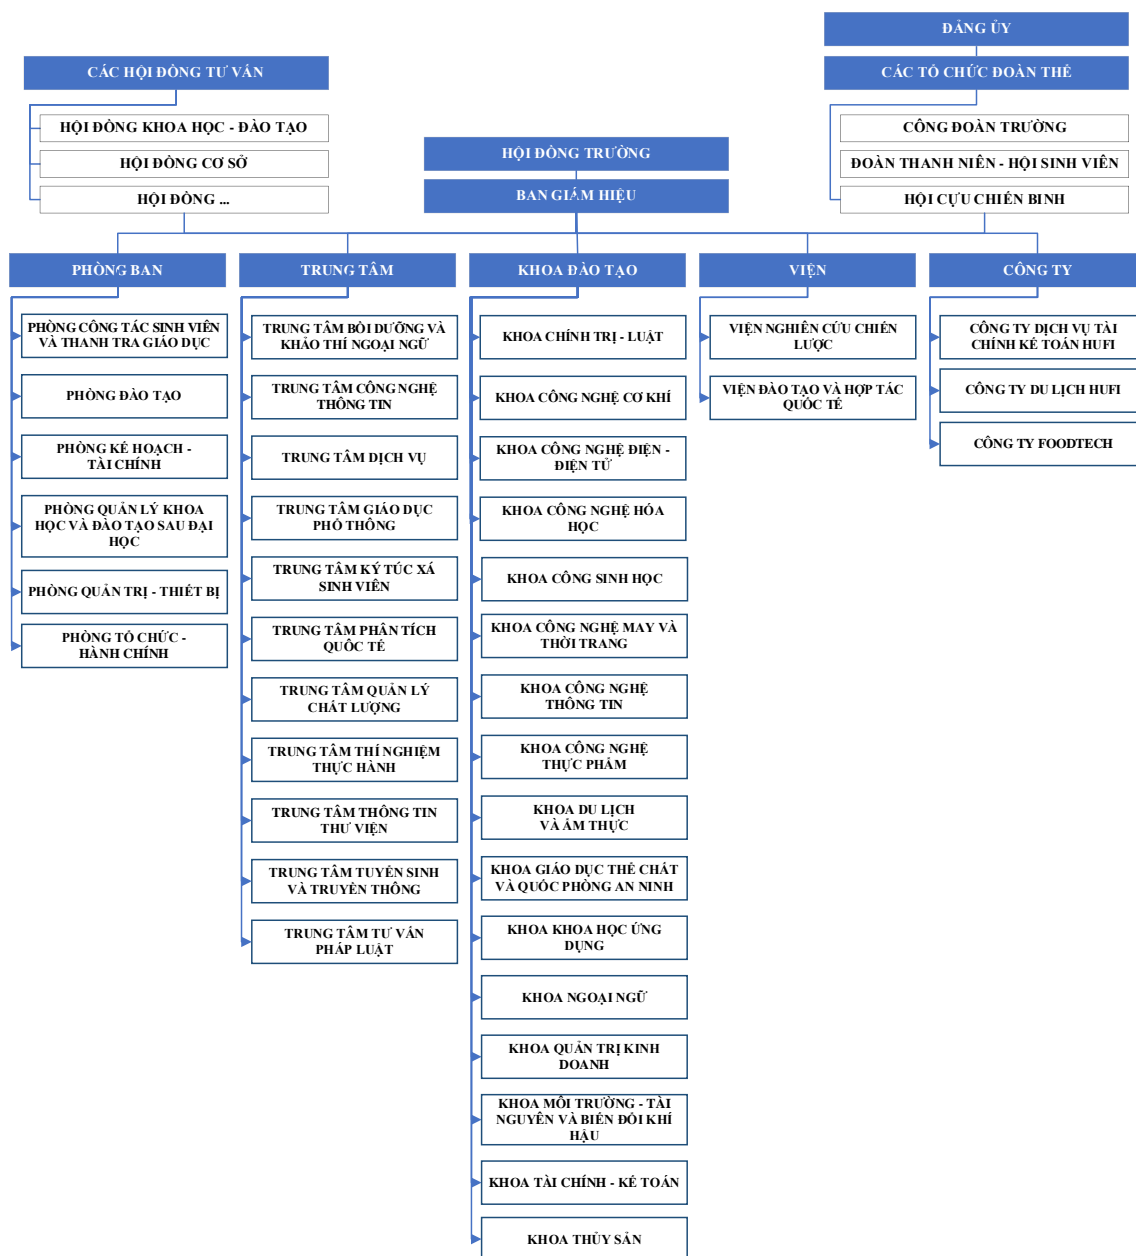 ĐẢNG ỦY
CÁC HỘI ĐỒNG TƯ VẤN
CÁC TỔ CHỨC ĐOÀN THỂ
HỘI ĐỒNG KHOA HỌC - ĐÀO TẠO
HỘI ĐỒNG CƠ SỞ
HỘI ĐỒNG ...
CÔNG ĐOÀN TRƯỜNG
ĐOÀN THANH NIÊN - HỘI SINH VIÊN
HỘI CỰU CHIẾN BINH
HỘI ĐỒNG TRƯỜNG
BAN GIÁM HIỆU
PHÒNG BAN
TRUNG TÂM
KHOA ĐÀO TẠO
VIỆN
CÔNG TY
PHÒNG CÔNG TÁC SINH VIÊN
VÀ THANH TRA GIÁO DỤC
PHÒNG ĐÀO TẠO
PHÒNG KẾ HOẠCH -
TÀI CHÍNH
PHÒNG QUẢN LÝ KHOA
HỌC VÀ ĐÀO TẠO SAU ĐẠI
HỌC
PHÒNG QUẢN TRỊ - THIẾT BỊ
PHÒNG TỔ CHỨC -
HÀNH CHÍNH
TRUNG TÂM BỒI DƯỠNG VÀ
KHẢO THÍ NGOẠI NGỮ
TRUNG TÂM CÔNG NGHỆ
THÔNG TIN
TRUNG TÂM DỊCH VỤ
TRUNG TÂM GIÁO DỤC
PHỔ THÔNG
TRUNG TÂM KÝ TÚC XÁ
SINH VIÊN
TRUNG TÂM PHÂN TÍCH
QUỐC TẾ
TRUNG TÂM QUẢN LÝ
CHẤT LƯỢNG
TRUNG TÂM THÍ NGHIỆM
THỰC HÀNH
TRUNG TÂM THÔNG TIN
THƯ VIỆN
TRUNG TÂM TUYỂN SINH
VÀ TRUYỀN THÔNG
TRUNG TÂM TƯ VẤN
PHÁP LUẬT
KHOA CHÍNH TRỊ - LUẬT
KHOA CÔNG NGHỆ CƠ KHÍ
KHOA CÔNG NGHỆ ĐIỆN -
ĐIỆN TỬ
KHOA CÔNG NGHỆ HÓA
HỌC
KHOA CÔNG SINH HỌC
KHOA CÔNG NGHỆ MAY VÀ
THỜI TRANG
KHOA CÔNG NGHỆ
THÔNG TIN
KHOA CÔNG NGHỆ
THỰC PHẨM
KHOA DU LỊCH
VÀ ẨM THỰC
KHOA GIÁO DỤC THỂ CHẤT
VÀ QUỐC PHÒNG AN NINH
KHOA KHOA HỌC ỨNG
DỤNG
KHOA NGOẠI NGỮ
KHOA QUẢN TRỊ KINH
DOANH
KHOA MÔI TRƯỜNG - TÀI
NGUYÊN VÀ BIẾN ĐỔI KHÍ
HẬU
KHOA TÀI CHÍNH - KẾ TOÁN
KHOA THỦY SẢN
VIỆN NGHIÊN CỨU CHIẾN
LƯỢC
VIỆN ĐÀO TẠO VÀ HỢP TÁC
QUỐC TẾ
CÔNG TY DỊCH VỤ TÀI
CHÍNH KẾ TOÁN HUFI
CÔNG TY DU LỊCH HUFI
CÔNG TY FOODTECH